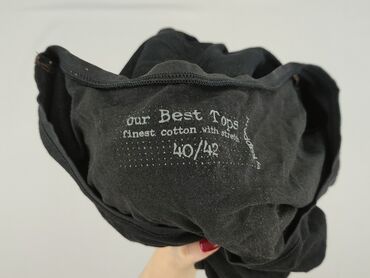 our Best Tops
finest cotton with stretch
40/42